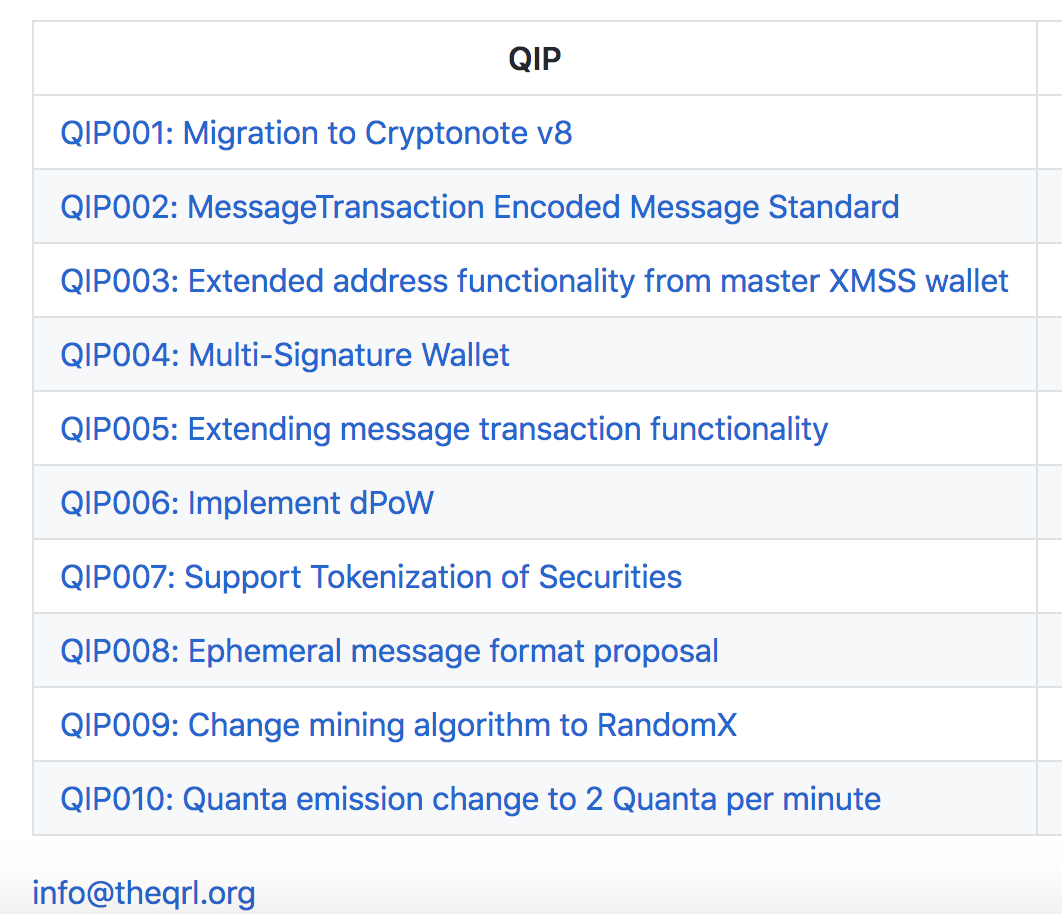 QIP
QIP001: Migration to Cryptonote v8
QIP002: MessageTransaction Encoded Message Standard
QIP003: Extended address functionality from master XMSS wallet
QIP004: Multi-Signature Wallet
QIP005: Extending message transaction functionality
QIP006: Implement dPoW
QIP007: Support Tokenization of Securities
QIP008: Ephemeral message format proposal
QIP009: Change mining algorithm to RandomX
QIP010: Quanta emission change to 2 Quanta per minute
info@theqrl.org